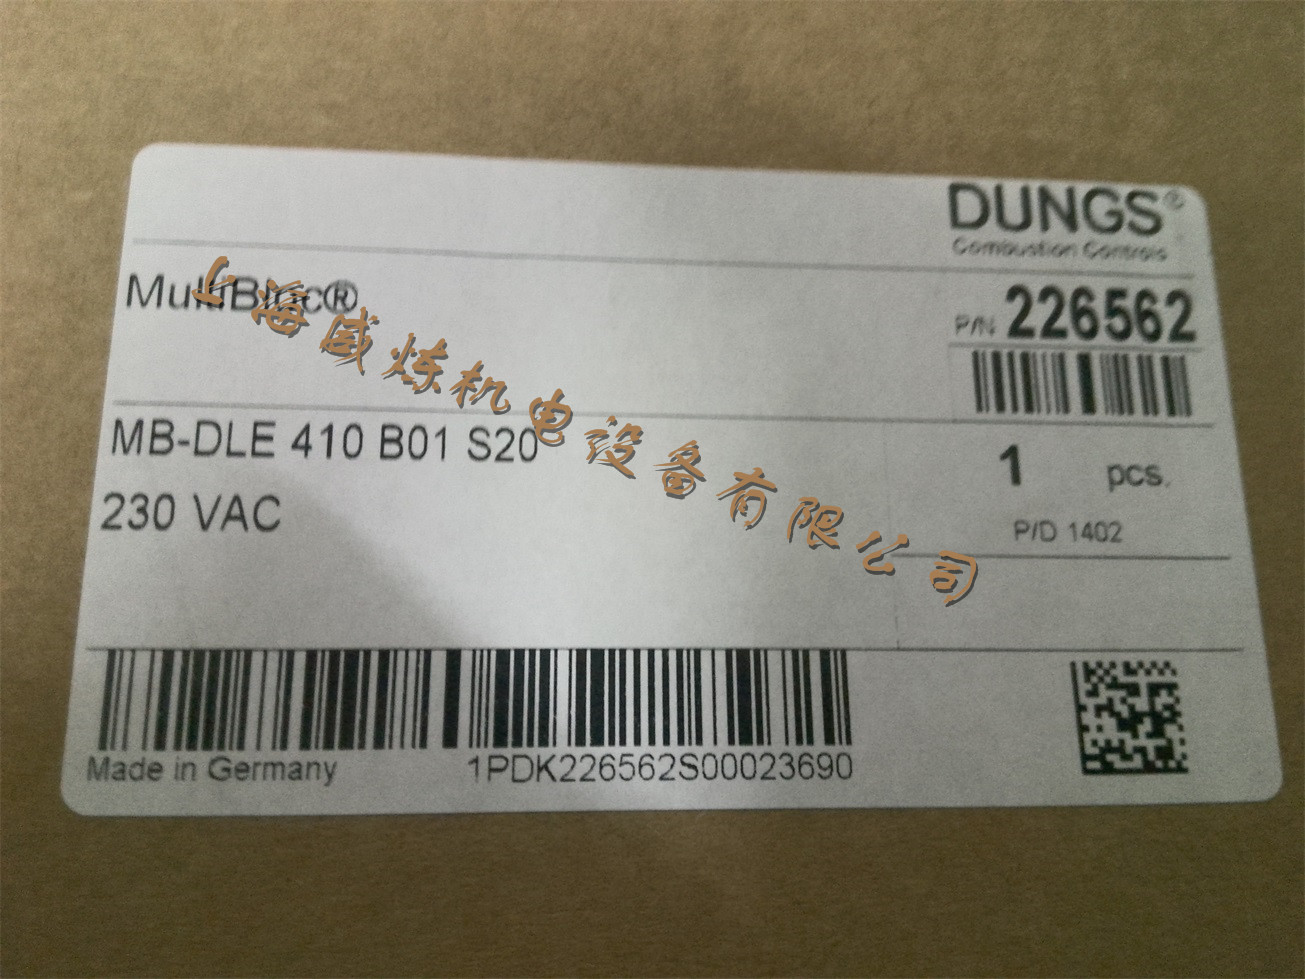 DUNGS®
Combustion Controls
MultiBloc®
P/N 226562
MB-DLE 410 B01 S20
230 VAC
1 pcs.
P/D 1402
Made in Germany
1PDK226562S00023690
上海威炼机电设备有限公司